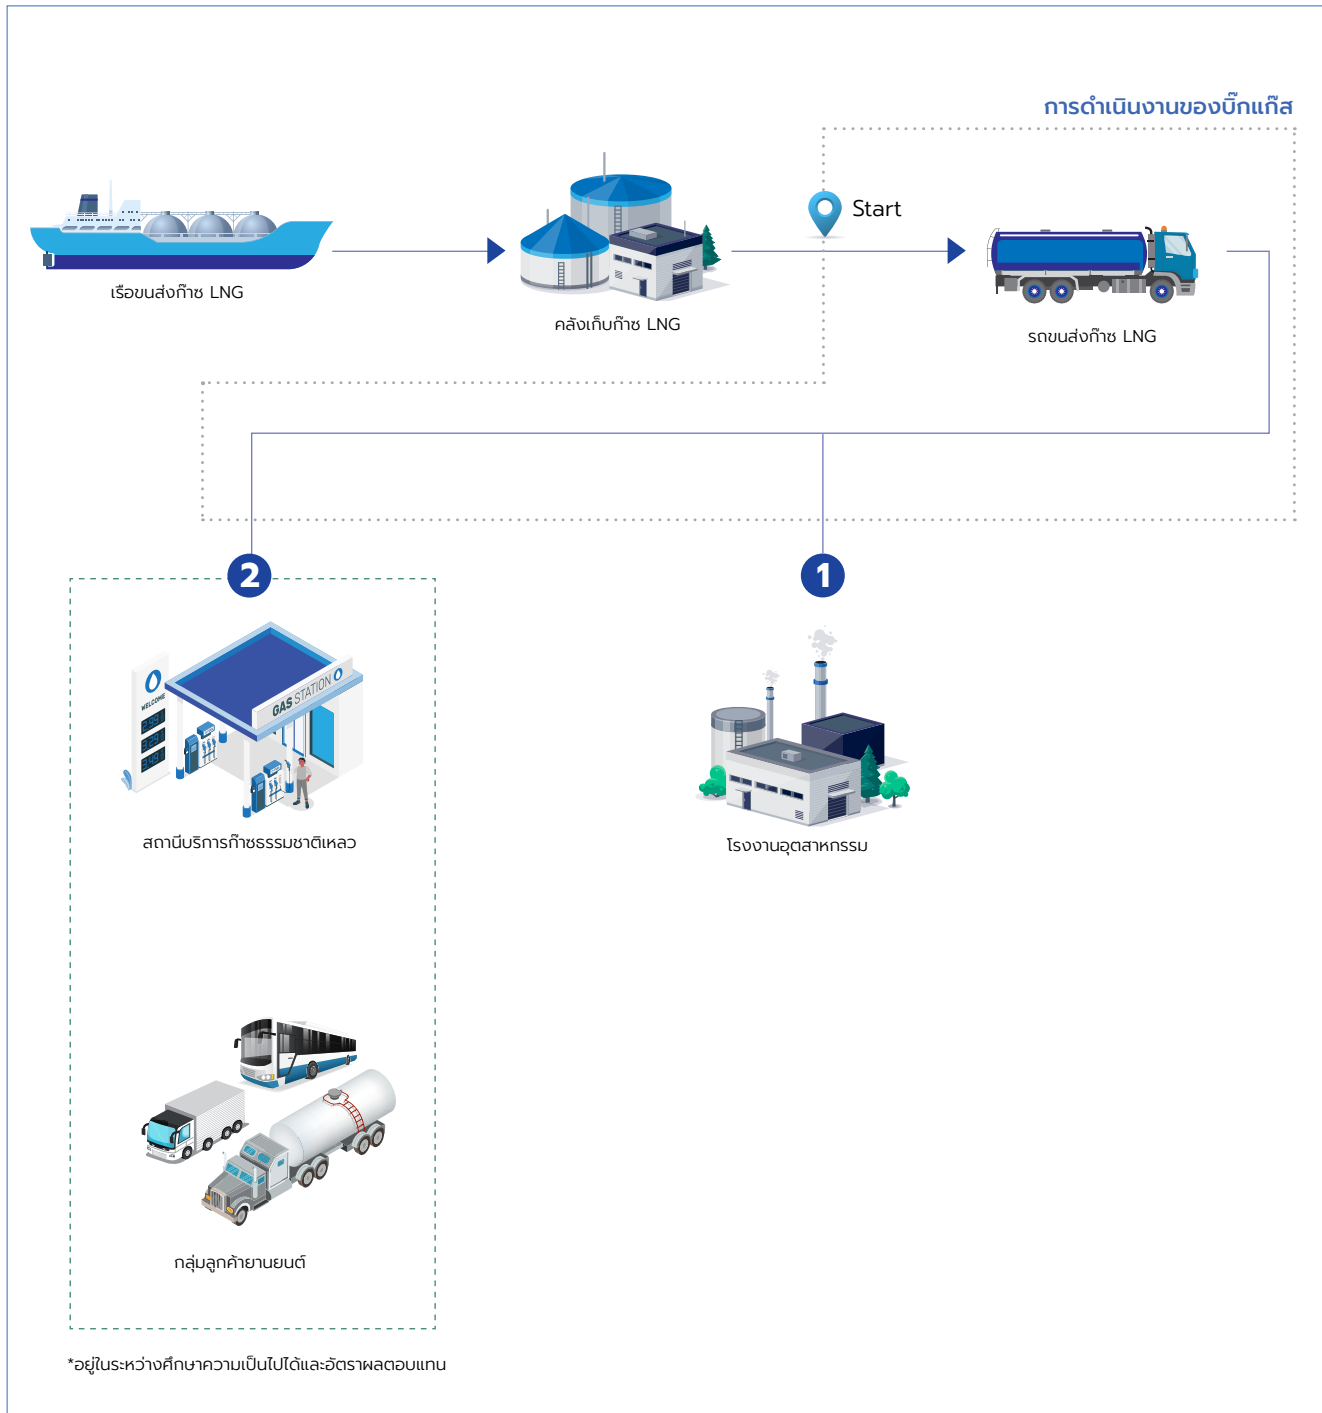 การดำเนินงานของบิ๊กแก๊ส
Start
เรือขนส่งก๊าซ LNG
คลังเก็บก๊าซ LNG
รถขนส่งก๊าซ LNG
2
1
WELCOME
GAS STATION
สถานีบริการก๊าซธรรมชาติเหลว
โรงงานอุตสาหกรรม
กลุ่มลูกค้ายานยนต์
*อยู่ในระหว่างศึกษาความเป็นไปได้และอัตราผลตอบแทน